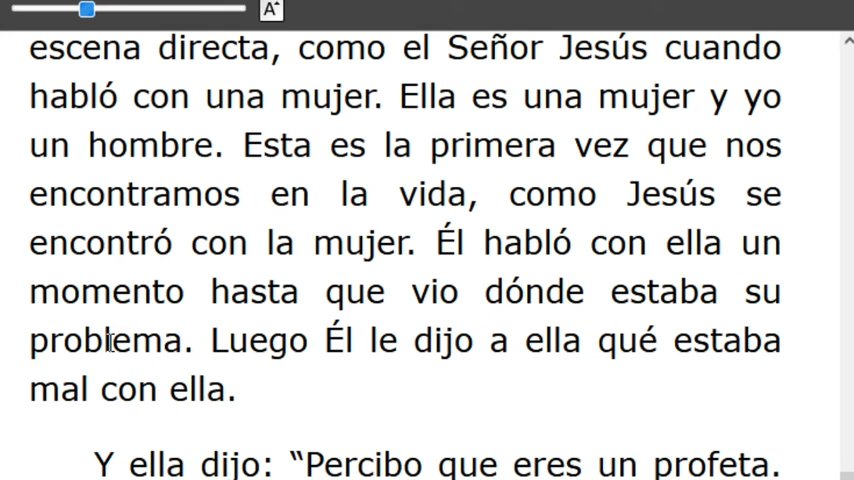 A
escena directa, como el Señor Jesús cuando
habló con una mujer. Ella es una mujer y yo
un hombre. Esta es la primera vez que nos
encontramos en la vida, como Jesús se
encontró con la mujer. Él habló con ella un
momento hasta que vio dónde estaba su
problema. Luego Él le dijo a ella qué estaba
mal con ella.
Y ella dijo: “Percibo que eres un profeta.